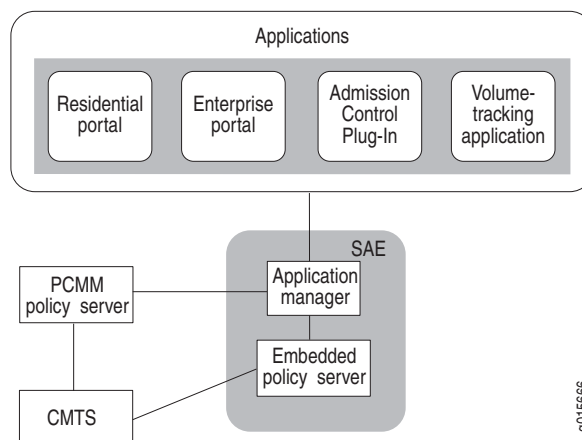 Applications
Residential
portal
Enterprise
portal
Admission
Control
Plug-In
Volume-
tracking
application
SAE
Application
manager
PCMM
policy server
Embedded
policy server
CMTS
g015666